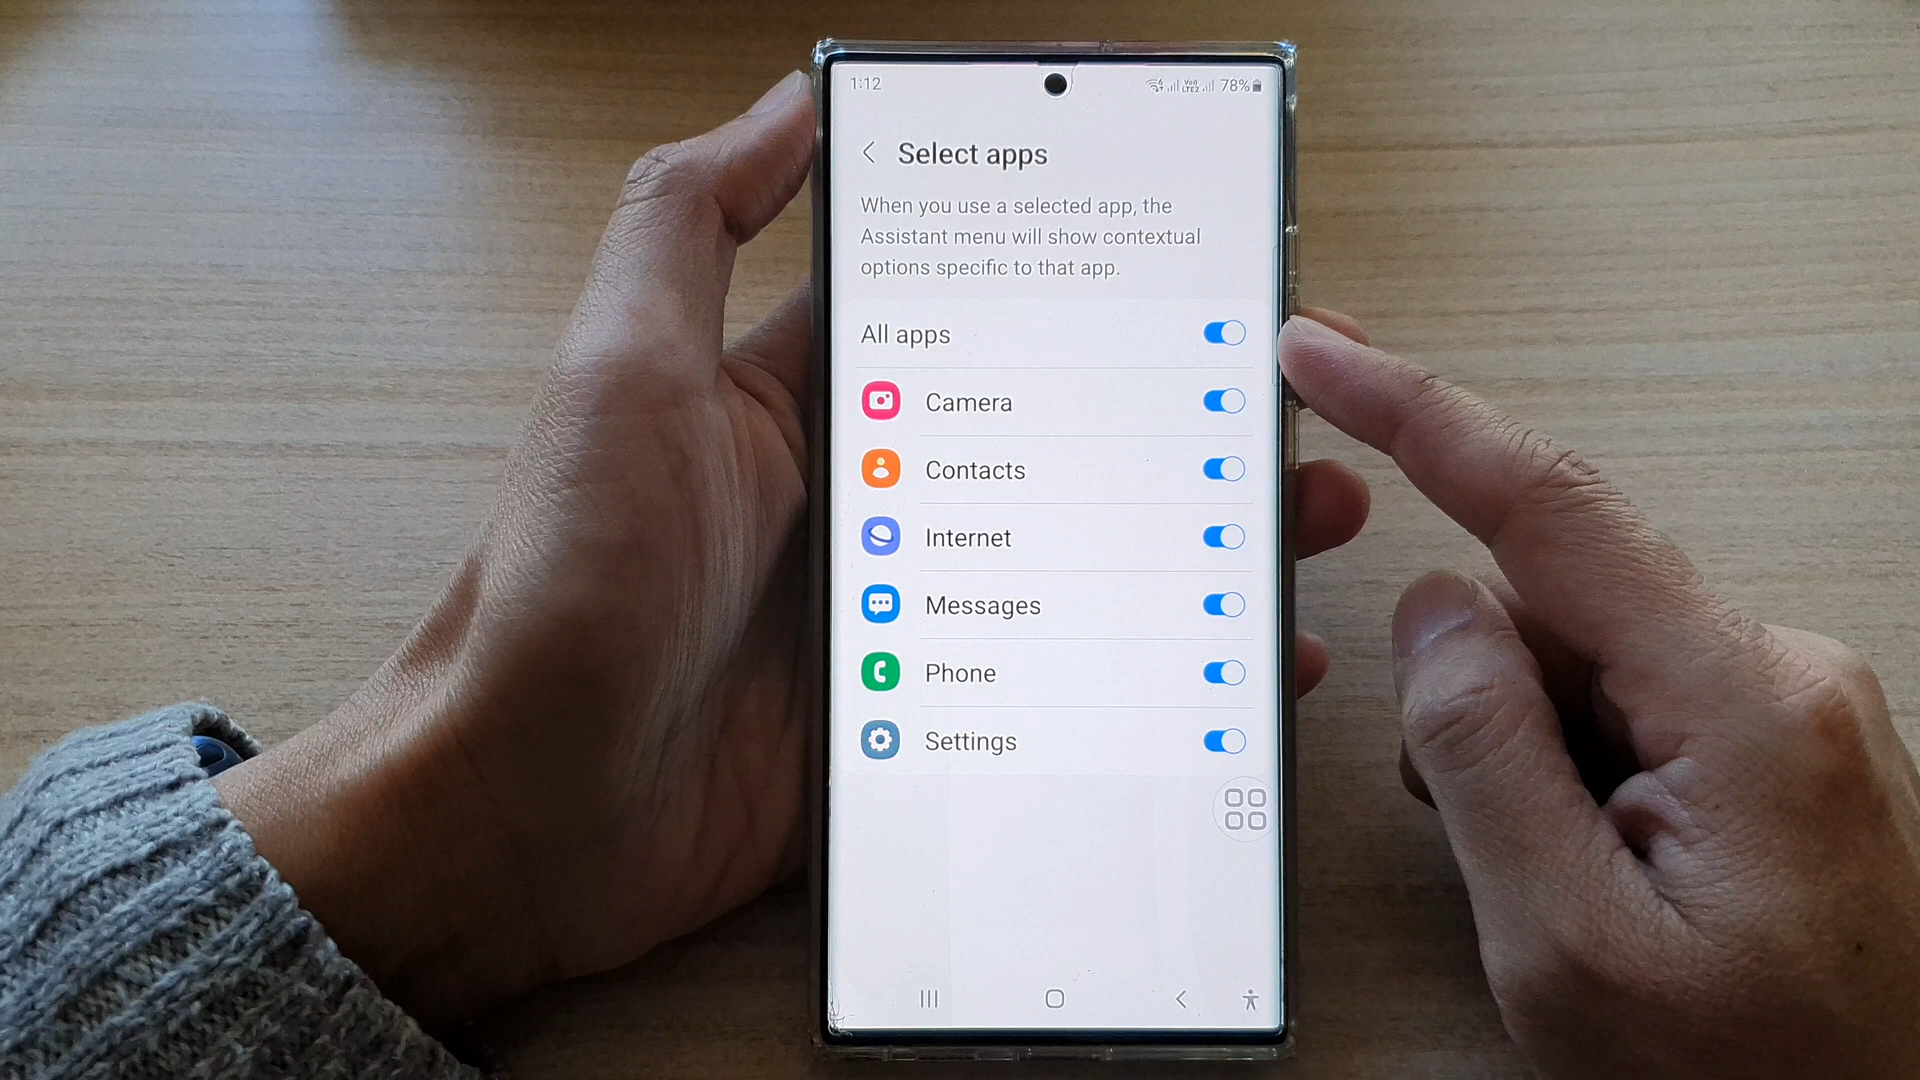 1:12
78%
Select apps
When you use a selected app, the
Assistant menu will show contextual
options specific to that app.
All apps
Camera
Contacts
Internet
Messages
Phone
Settings